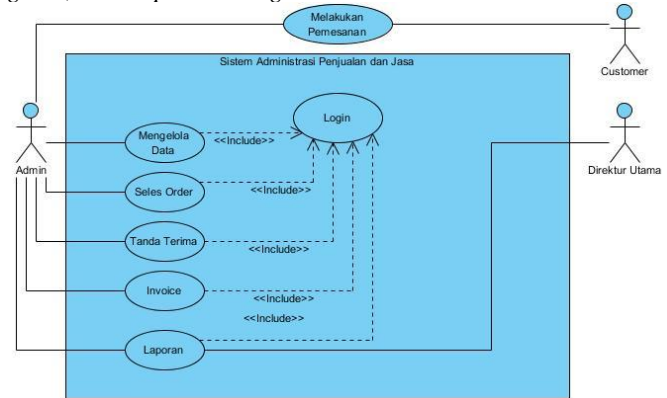 Melakukan
Pemesanan
Customer
Sistem Administrasi Penjualan dan Jasa
Login
Mengelola
Data
<<Include>>
Admin
Direktur Utama
Seles Order
<<Include>>
Tanda Terima
<<Include>>
Invoice
<<Include>>
<<Include>>
Laporan